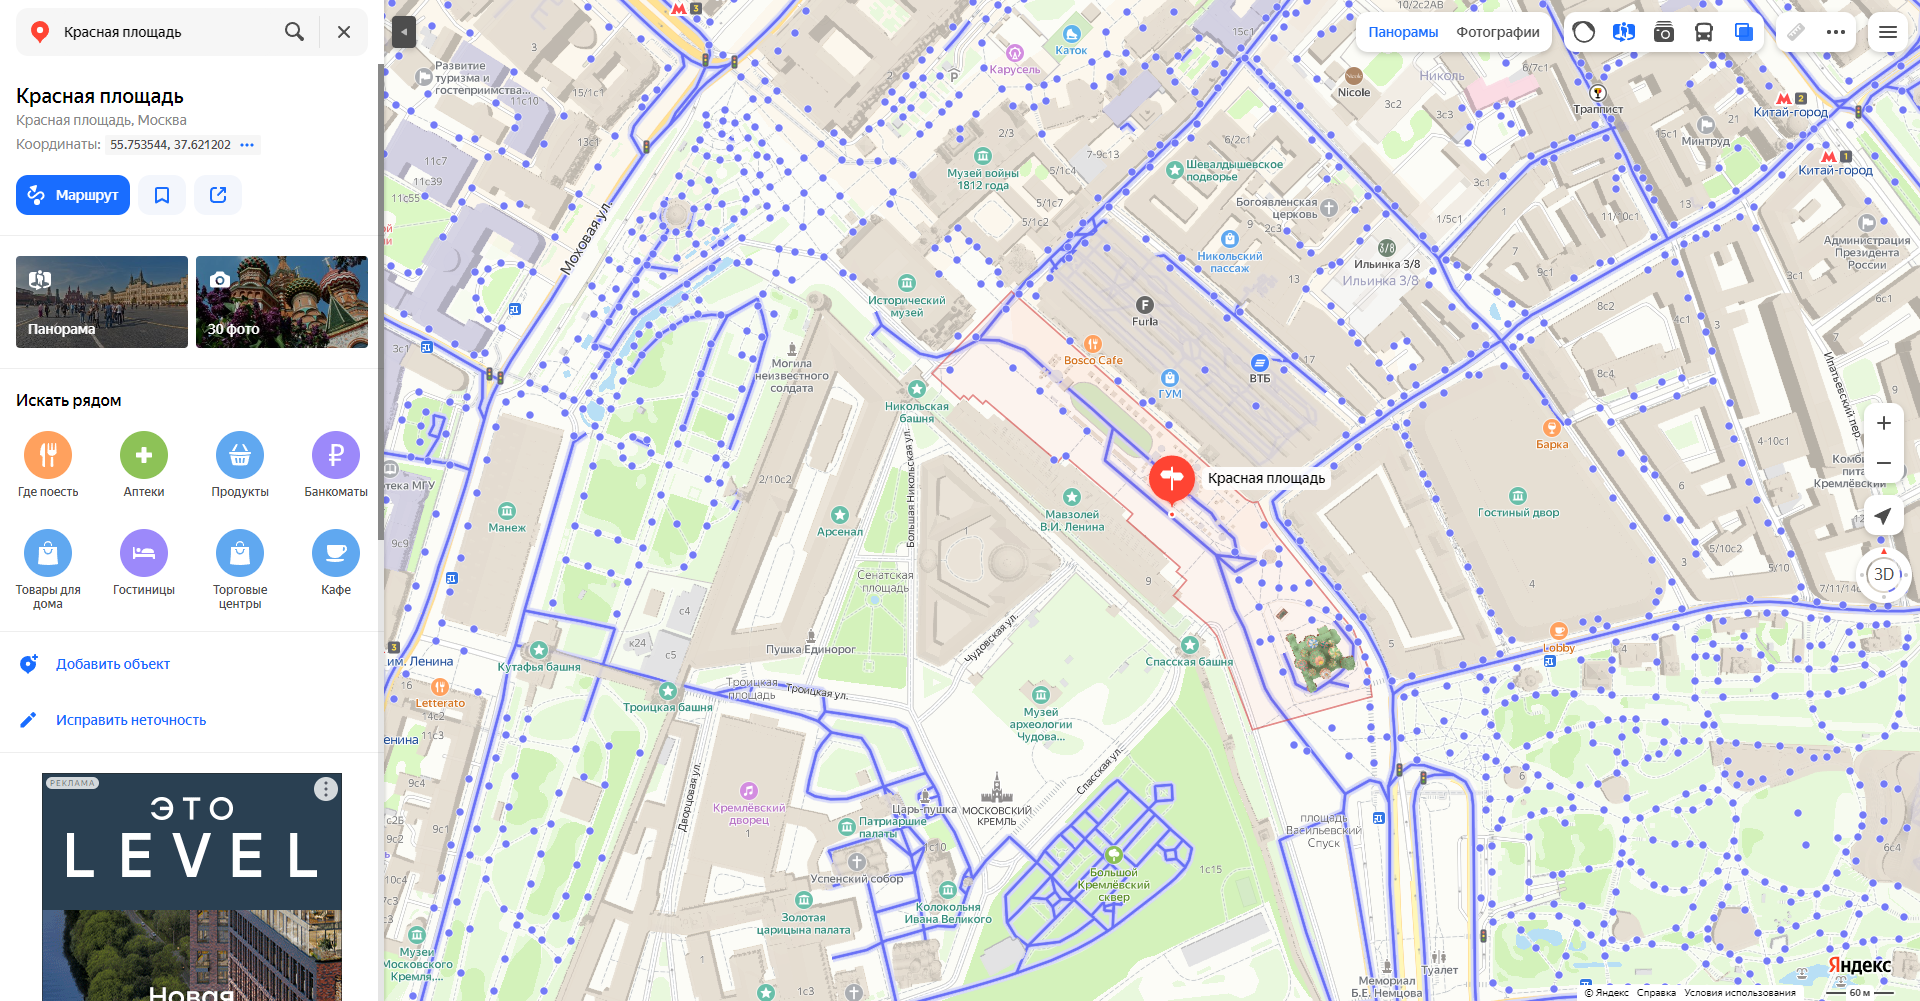 Красная площадь
Красная площадь
Красная площадь, Москва
Координаты: 55.753544, 37.621202
Маршрут
Панорама
30 фото
Искать рядом
Где поесть
Аптеки
Продукты
Банкоматы
Товары для дома
Гостиницы
Торговые центры
Кафе
Добавить объект
Исправить неточность
РЕКЛАМА
ЭТО
LEVEL
Новая
Панорамы
Фотографии
Развитие
туризма и
гостеприимства...
Карусель
Каток
Nicole
Николь
Траппист
Китай-город
Минтруд
Китай-город
Музей войны
1812 года
Шевалдышевское
подворье
Богоявленская
церковь
Моховая ул.
Никольский
пассаж
Ильинка 3/8
Ильинка 3/8
Администрация
Президента
России
Исторический
музей
Furla
Bosco Cafe
ГУМ
ВТБ
Могила
неизвестного
солдата
Никольская
башня
Большая Никольская ул.
Ипатьевский пер.
Барка
Красная площадь
Манеж
Арсенал
Мавзолей
В.И. Ленина
Гостиный двор
Сенатская
площадь
Чудовская ул.
Пушка Единорог
Спасская башня
Lobby
им. Ленина
Кутафья башня
Троицкая башня
Троицкая
площадь
Троицкая ул.
Letterato
Музей
археологии
Чудова...
Спасская ул.
Дворцовая ул.
Кремлёвский
дворец
Царь-пушка
МОСКОВСКИЙ
КРЕМЛЬ
Патриаршие
палаты
Успенский собор
площадь
Васильевский
Спуск
Большой
Кремлёвский
сквер
Колокольня
Ивана Великого
Золотая
царицына палата
Музеи
Московского
Кремля,...
Мемориал
Б.Е. Немцова
Туалет
3D
Яндекс
© Яндекс Справка Условия использования
60 м